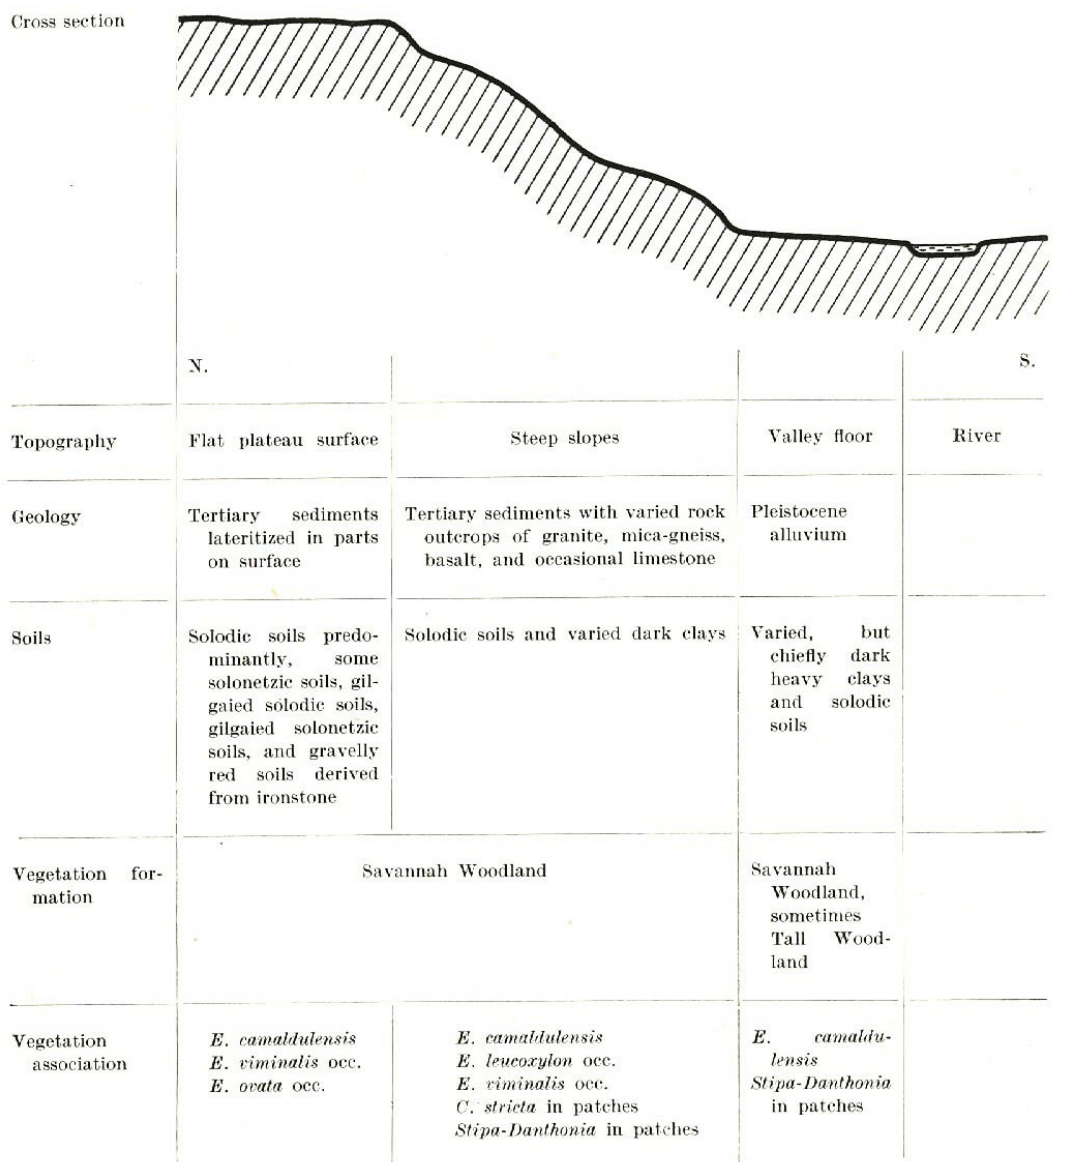 Cross section
N.
S.
Topography
Flat plateau surface
Steep slopes
Valley floor
River
Geology
Tertiary sediments
lateritized in parts
on surface
Tertiary sediments with varied rock
outcrops of granite, mica-gneiss,
basalt, and occasional limestone
Pleistocene
alluvium
Soils
Solodic soils predo-
minantly, some
solonetzic soils, gil-
gaied solodic soils,
gilgaied solonetzic
soils, and gravelly
red soils derived
from ironstone
Solodic soils and varied dark clays
Varied, but
chiefly dark
heavy clays
and solodic
soils
Vegetation for-
mation
Savannah Woodland
Savannah
Woodland,
sometimes
Tall Wood-
land
Vegetation
association
E. camaldulensis
E. viminalis occ.
E. ovata occ.
E. camaldulensis
E. leucoxylon occ.
E. viminalis occ.
C. stricta in patches
Stipa-Danthonia in patches
E. camaldu-
lensis
Stipa-Danthonia
in patches